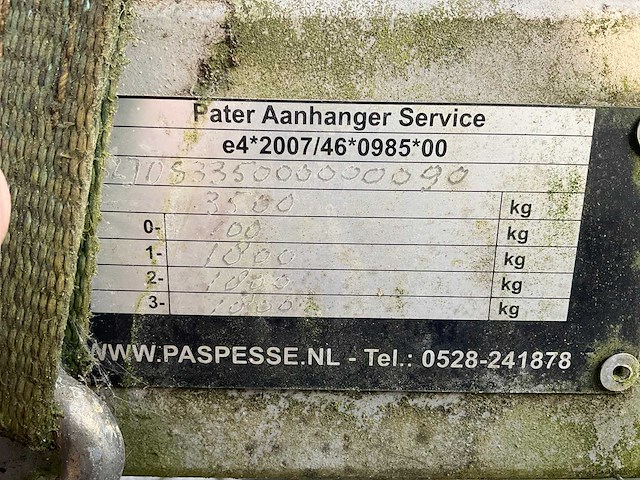 Pater Aanhanger Service
e4*2007/46*0985*00
3500 kg
0- 100 kg
1- 1800 kg
2- 1800 kg
3- kg
WWW.PASPESSE.NL - Tel.: 0528-241878